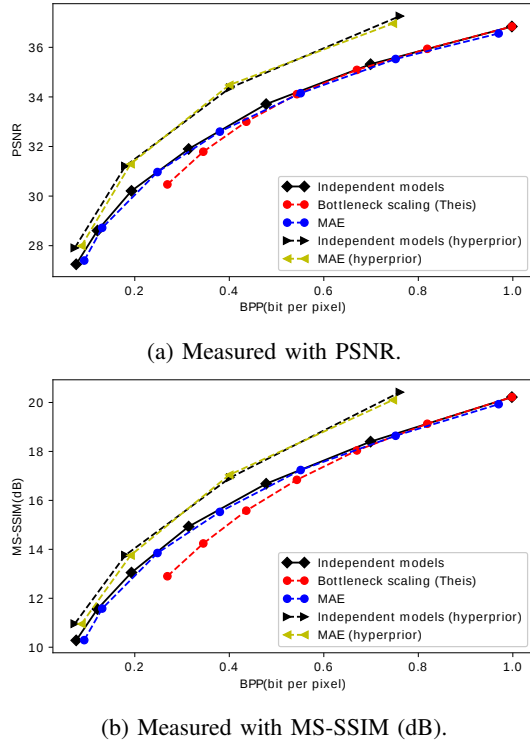 36
34
32
30
28
PSNR
0.2
0.4
0.6
0.8
1.0
BPP(bit per pixel)
Independent models
Bottleneck scaling (Theis)
MAE
Independent models (hyperprior)
MAE (hyperprior)
(a) Measured with PSNR.
20
18
16
14
12
10
MS-SSIM(dB)
0.2
0.4
0.6
0.8
1.0
BPP(bit per pixel)
Independent models
Bottleneck scaling (Theis)
MAE
Independent models (hyperprior)
MAE (hyperprior)
(b) Measured with MS-SSIM (dB).